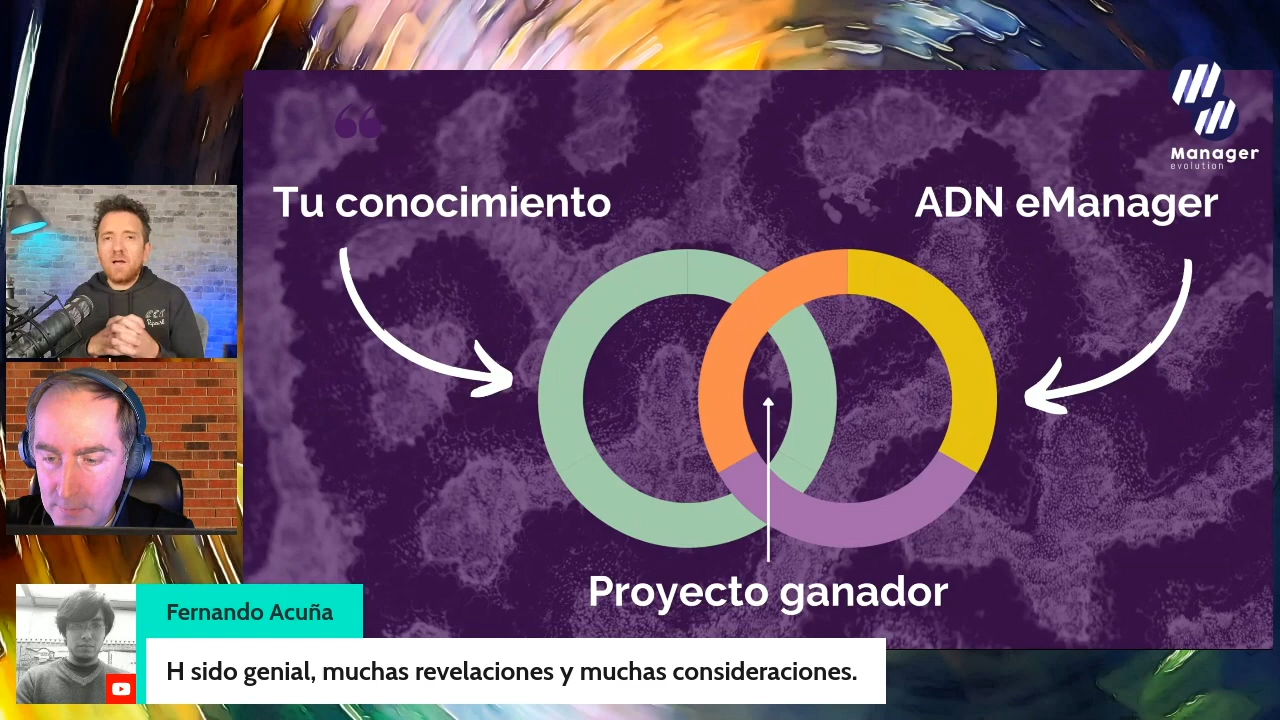 Manager
evolution
Tu conocimiento
ADN eManager
Proyecto ganador
Fernando Acuña
H sido genial, muchas revelaciones y muchas consideraciones.